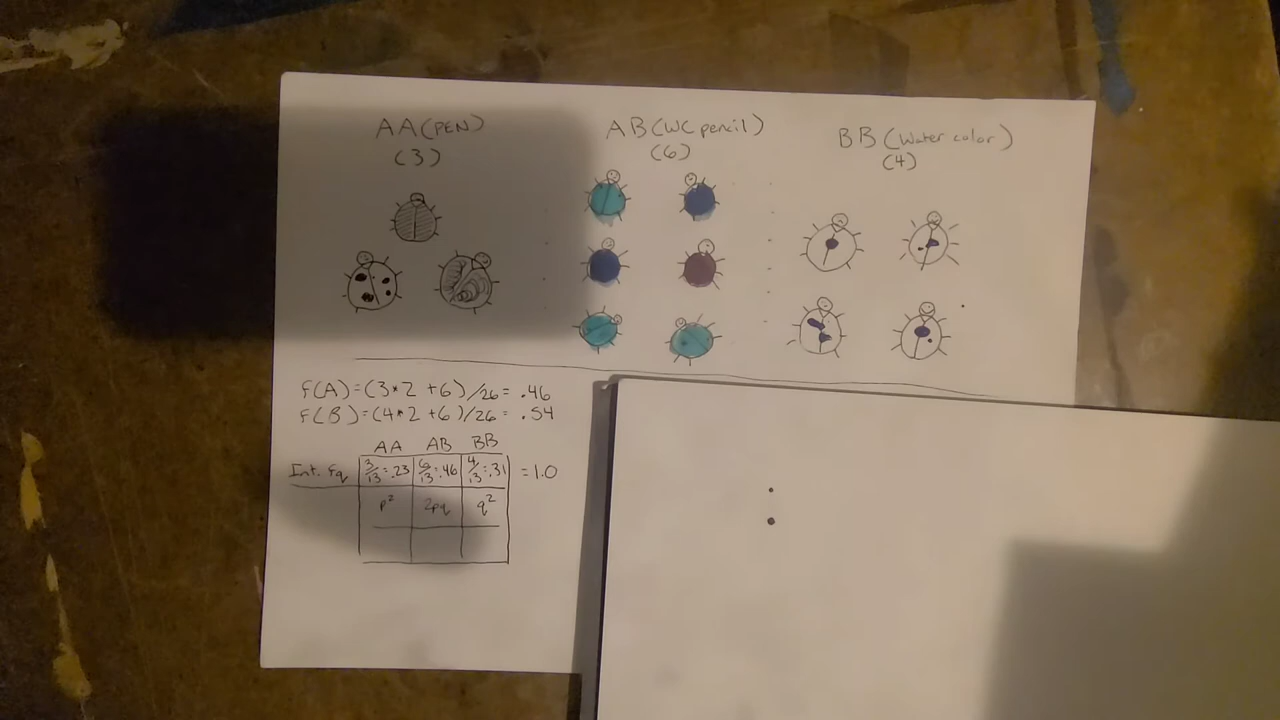 AA (PEN)
(3)
AB (WC pencil)
(6)
BB (Water color)
(4)
f(A)=(3*2+6)/26= .46
f(B)=(4*2+6)/26= .54
AA AB BB
Int. fq 3/13=.23 6/13=.46 4/13=.31 =1.0
p² 2pq q²